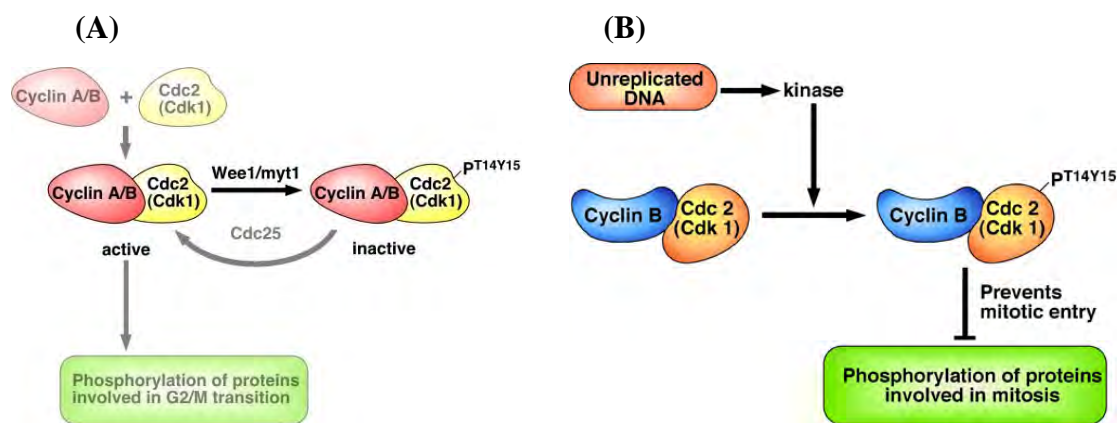 (A)
Cyclin A/B
+
Cdc2
(Cdk1)
Cyclin A/B
Cdc2
(Cdk1)
Wee1/myt1
Cyclin A/B
Cdc2
(Cdk1)
PT14Y15
Cdc25
active
inactive
Phosphorylation of proteins
involved in G2/M transition
(B)
Unreplicated
DNA
kinase
Cyclin B
Cdc 2
(Cdk 1)
Cyclin B
Cdc 2
(Cdk 1)
PT14Y15
Prevents
mitotic entry
Phosphorylation of proteins
involved in mitosis